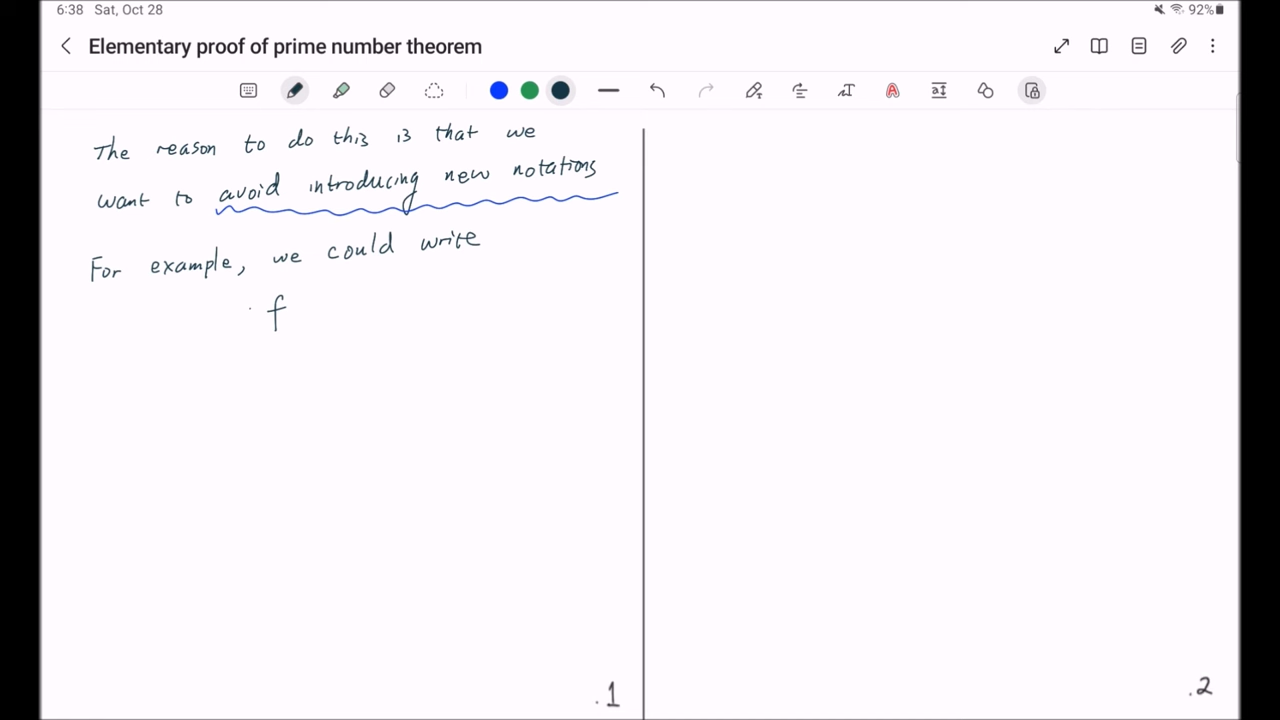 6:38 Sat, Oct 28
92%
Elementary proof of prime number theorem
The reason to do this is that we
want to avoid introducing new notations
For example, we could write
f
.1
.2